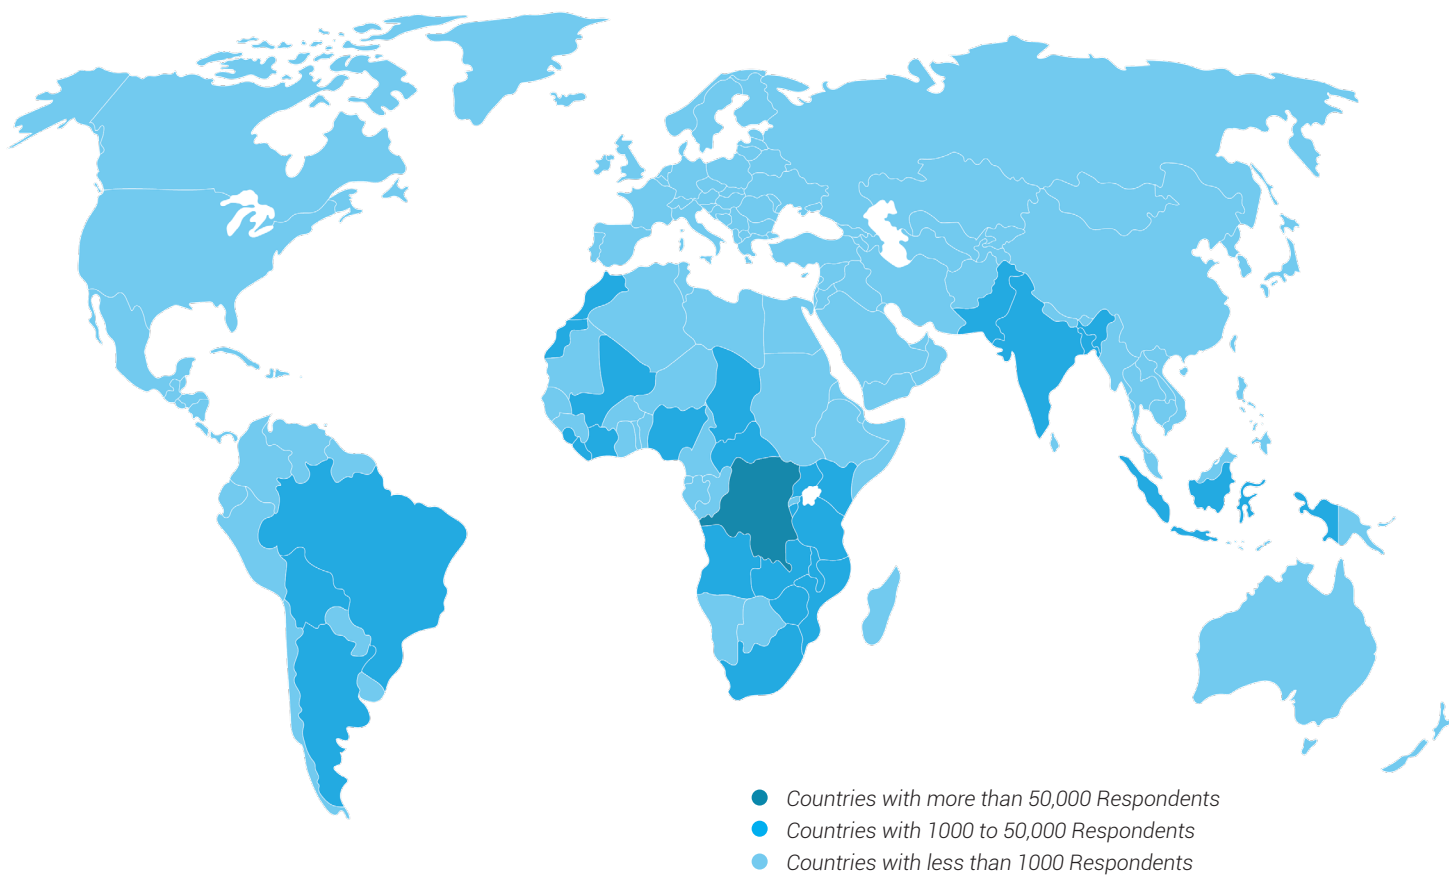 Countries with more than 50,000 Respondents
Countries with 1000 to 50,000 Respondents
Countries with less than 1000 Respondents